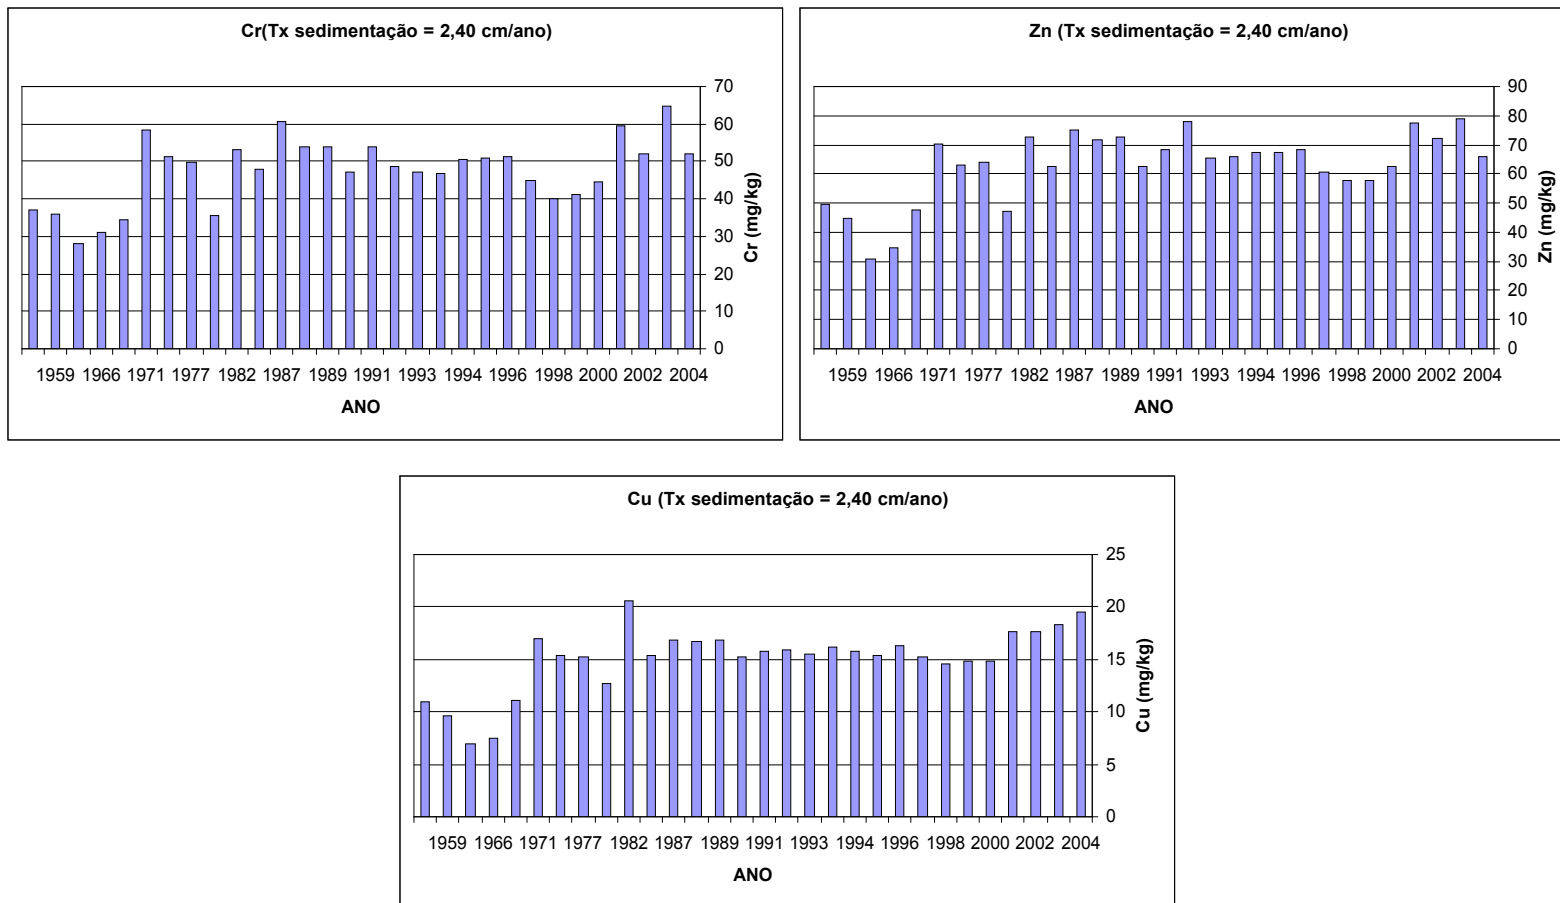 Cr(Tx sedimentação = 2,40 cm/ano)
70
60
50
40
30
20
10
0
Cr (mg/kg)
1959 1966 1971 1977 1982 1987 1989 1991 1993 1994 1996 1998 2000 2002 2004
ANO
Zn (Tx sedimentação = 2,40 cm/ano)
90
80
70
60
50
40
30
20
10
0
Zn (mg/kg)
1959 1966 1971 1977 1982 1987 1989 1991 1993 1994 1996 1998 2000 2002 2004
ANO
Cu (Tx sedimentação = 2,40 cm/ano)
25
20
15
10
5
0
Cu (mg/kg)
1959 1966 1971 1977 1982 1987 1989 1991 1993 1994 1996 1998 2000 2002 2004
ANO